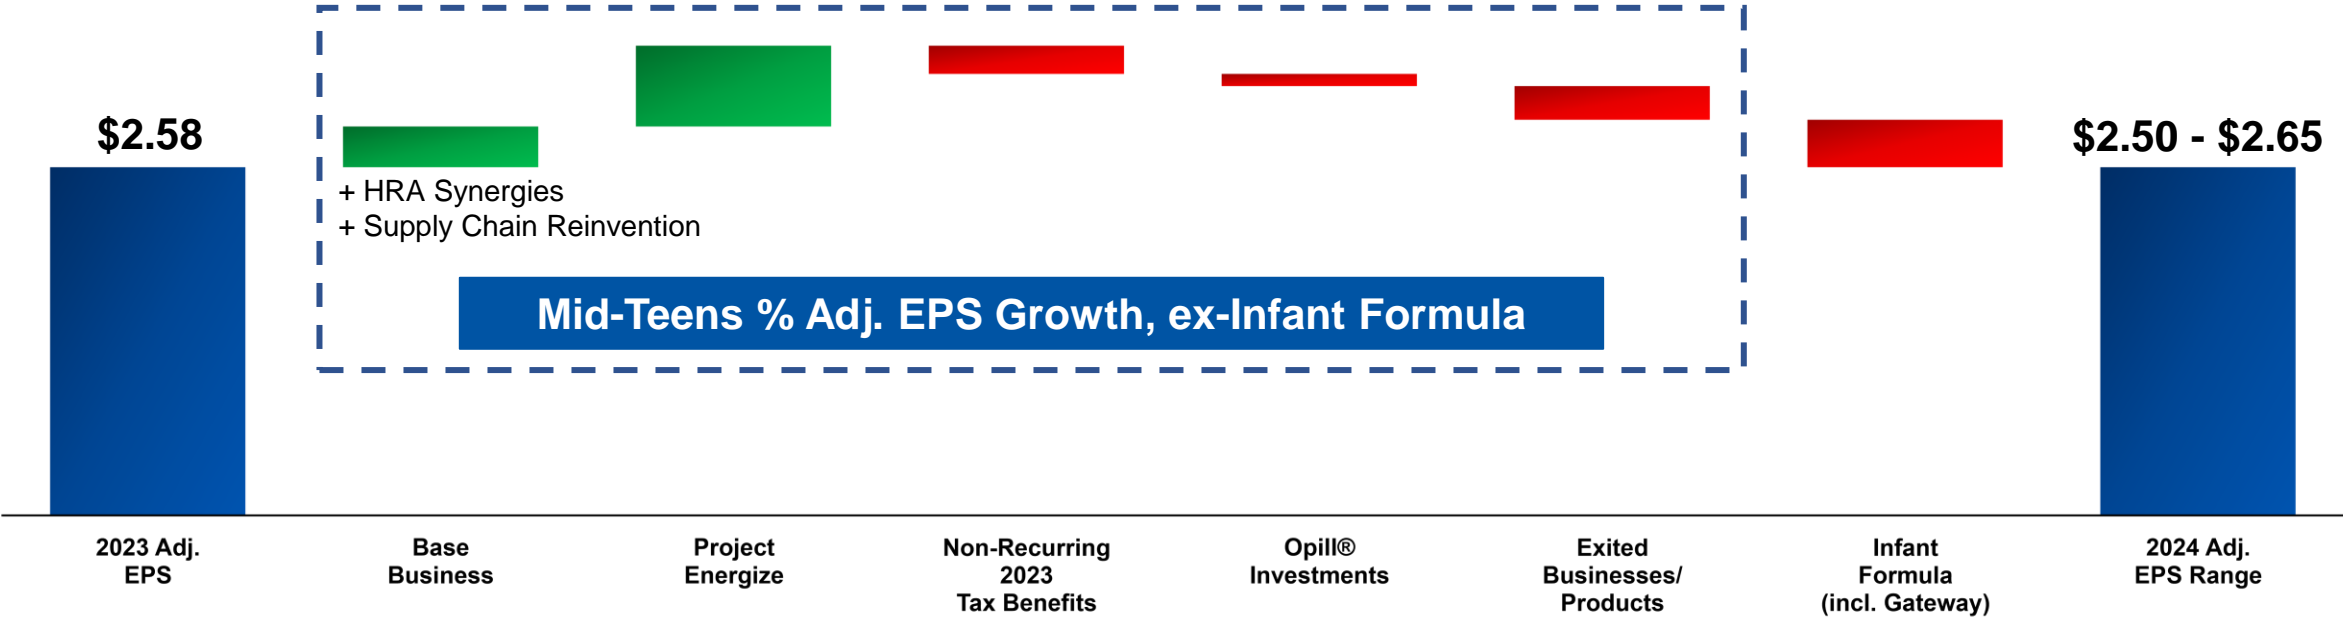 $2.58
$2.50 - $2.65
+ HRA Synergies
+ Supply Chain Reinvention
Mid-Teens % Adj. EPS Growth, ex-Infant Formula
2023 Adj.
EPS
Base
Business
Project
Energize
Non-Recurring
2023
Tax Benefits
Opill®
Investments
Exited
Businesses/
Products
Infant
Formula
(incl. Gateway)
2024 Adj.
EPS Range